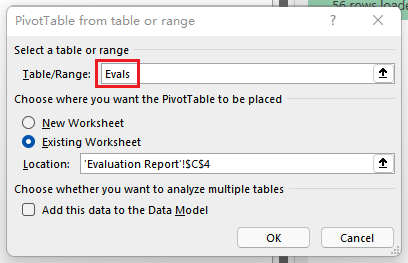 56 rows loade
PivotTable from table or range
Select a table or range
Table/Range: Evals
Choose where you want the PivotTable to be placed
New Worksheet
Existing Worksheet
Location: 'Evaluation Report'!$C$4
Choose whether you want to analyze multiple tables
Add this data to the Data Model
OK Cancel